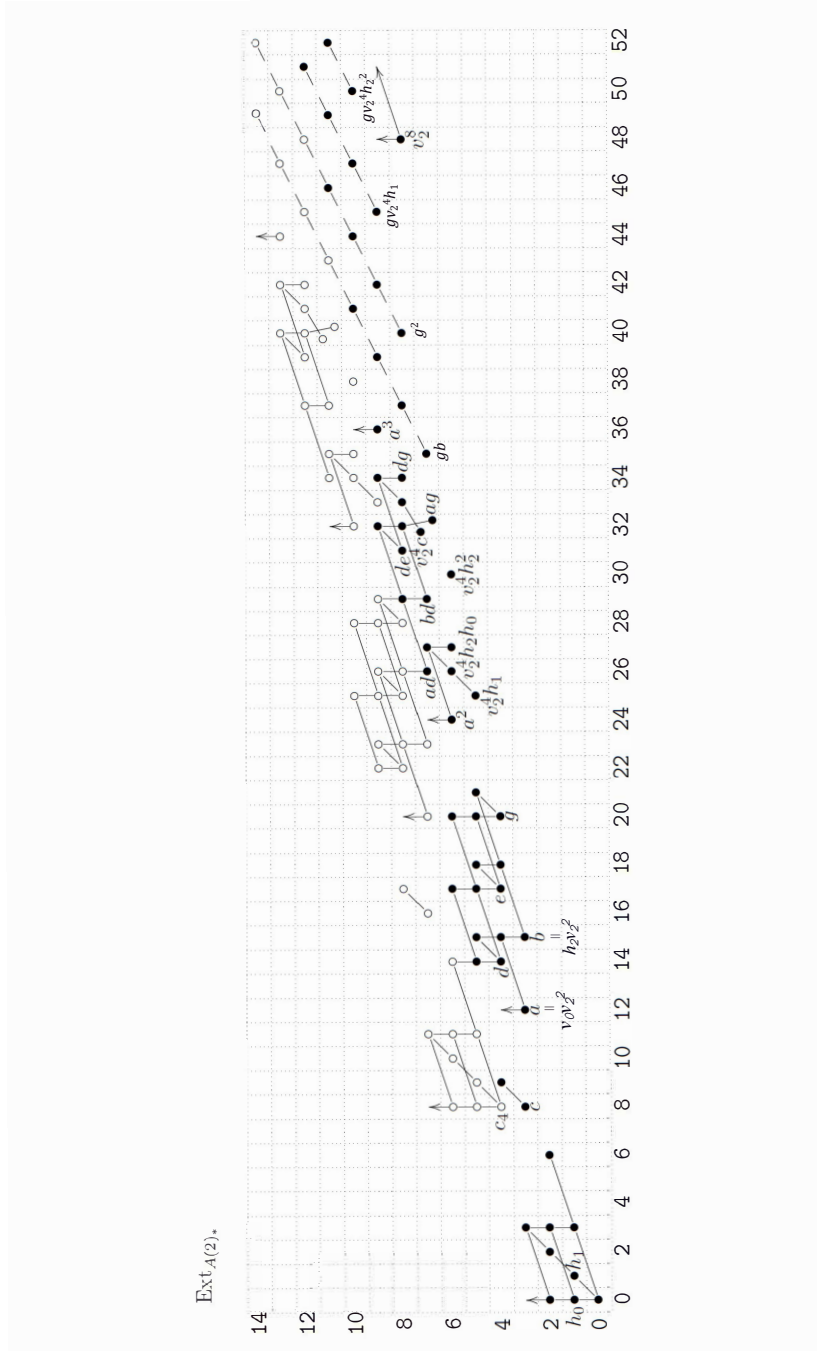 Ext_{A(2)_*}
14
12
10
8
6
4
2
0
0
2
4
6
8
10
12
14
16
18
20
22
24
26
28
30
32
34
36
38
40
42
44
46
48
50
52
h_0
h_1
c
c_4
a
=
v_0v_2^2
d
b
=
h_2v_2^2
e
g
a^2
v_2^4h_1
ad
v_2^4h_2h_0
bd
v_2^4h_2^2
de
v_2^4c
ag
dg
gb
a^3
g^2
gv_2^4h_1
v_2^8
gv_2^4h_2^2